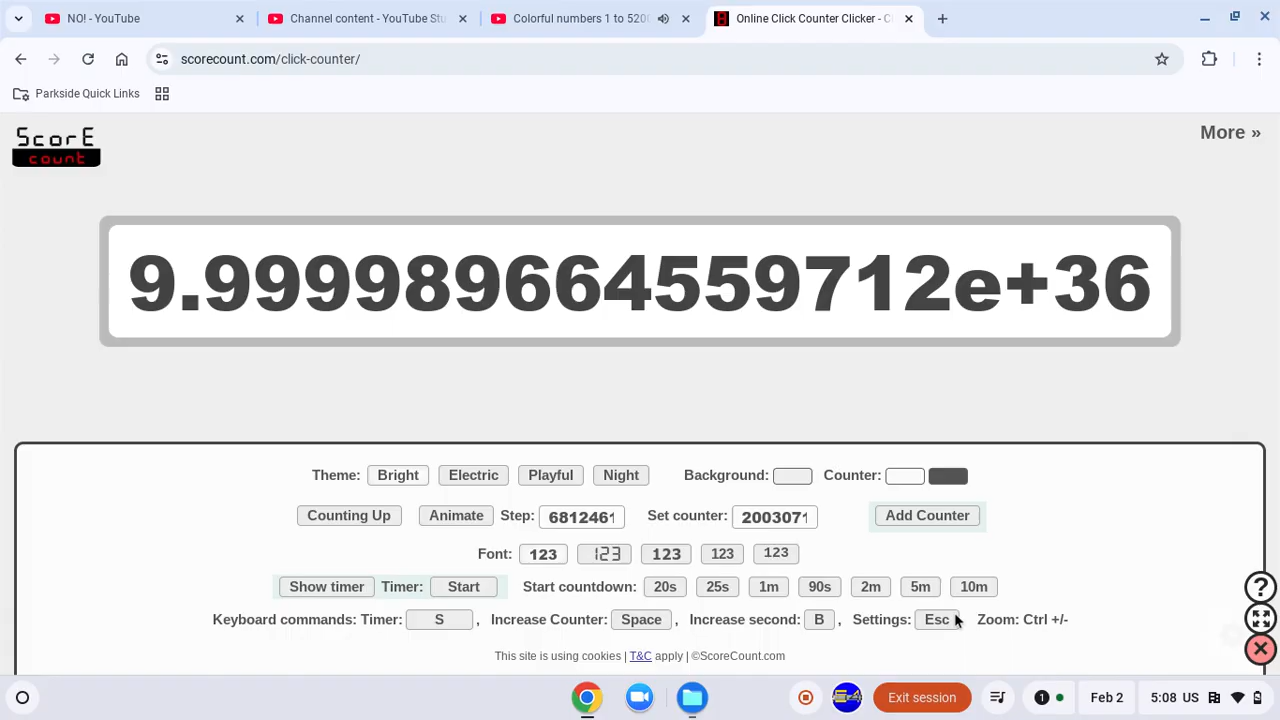 NO! - YouTube
Channel content - YouTube Stu
Colorful numbers 1 to 520
Online Click Counter Clicker - C
scorecount.com/click-counter/
Parkside Quick Links
ScorE
count
More »
9.999989664559712e+36
Theme: Bright Electric Playful Night Background: Counter:
Counting Up Animate Step: 6812461 Set counter: 2003071 Add Counter
Font: 123 123 123 123 123
Show timer Timer: Start Start countdown: 20s 25s 1m 90s 2m 5m 10m
Keyboard commands: Timer: S , Increase Counter: Space , Increase second: B , Settings: Esc Zoom: Ctrl +/-
This site is using cookies | T&C apply | ©ScoreCount.com
Exit session 1 Feb 2 5:08 US